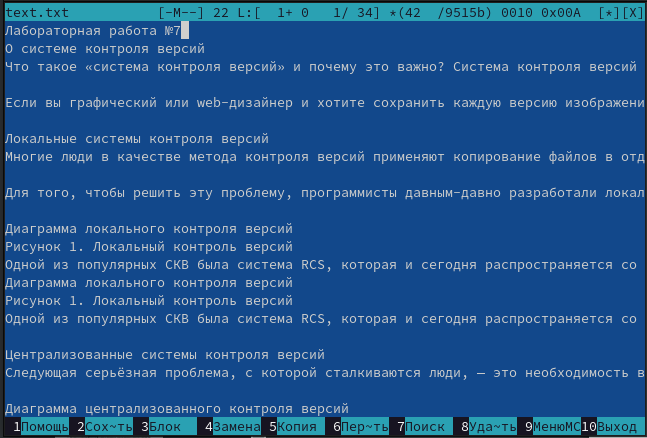 text.txt [-M--] 22 L:[ 1+ 0 1/ 34] *(42 /9515b) 0010 0x00A [*][X]
Лабораторная работа №7
О системе контроля версий
Что такое «система контроля версий» и почему это важно? Система контроля версий
Если вы графический или web-дизайнер и хотите сохранить каждую версию изображени
Локальные системы контроля версий
Многие люди в качестве метода контроля версий применяют копирование файлов в отд
Для того, чтобы решить эту проблему, программисты давным-давно разработали локал
Диаграмма локального контроля версий
Рисунок 1. Локальный контроль версий
Одной из популярных СКВ была система RCS, которая и сегодня распространяется со
Диаграмма локального контроля версий
Рисунок 1. Локальный контроль версий
Одной из популярных СКВ была система RCS, которая и сегодня распространяется со
Централизованные системы контроля версий
Следующая серьёзная проблема, с которой сталкиваются люди, — это необходимость в
Диаграмма централизованного контроля версий
1Помощь 2Сох~ть 3Блок 4Замена 5Копия 6Пер~ть 7Поиск 8Уда~ть 9МенюMC 10Выход